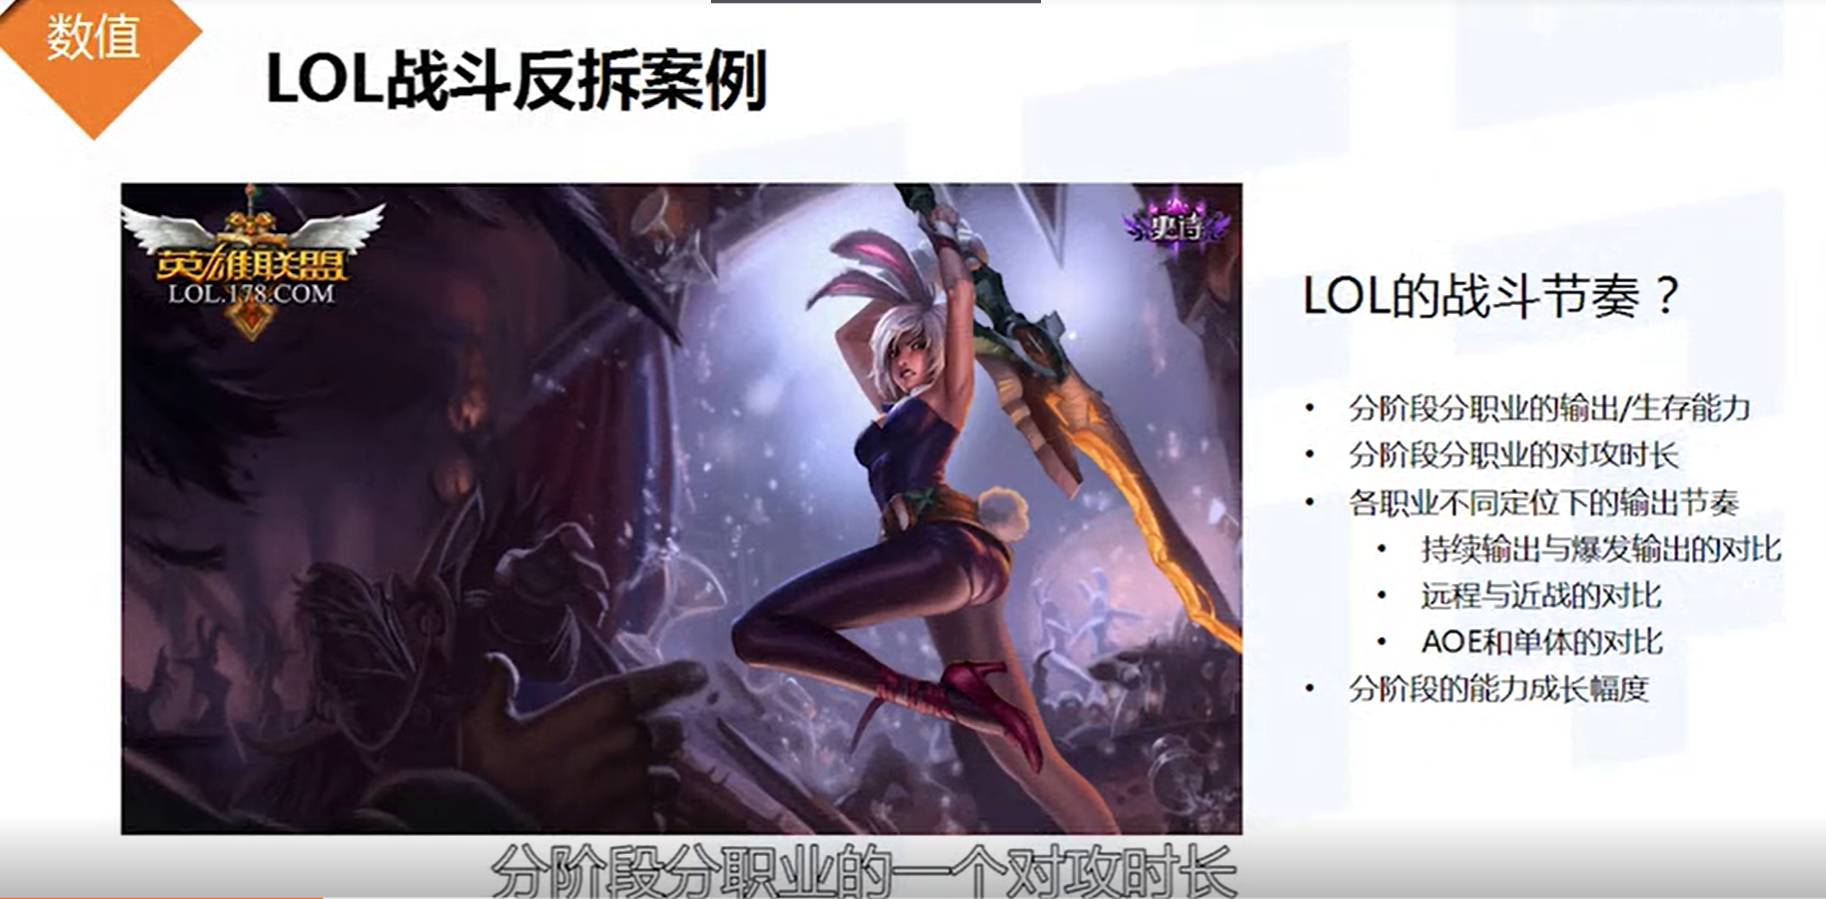 数值
LOL战斗反拆案例
英雄联盟
LOL.178.COM
史诗
LOL的战斗节奏？
• 分阶段分职业的输出/生存能力
• 分阶段分职业的对攻时长
• 各职业不同定位下的输出节奏
• 持续输出与爆发输出的对比
• 远程与近战的对比
• AOE和单体的对比
• 分阶段的能力成长幅度
分阶段分职业的一个对攻时长